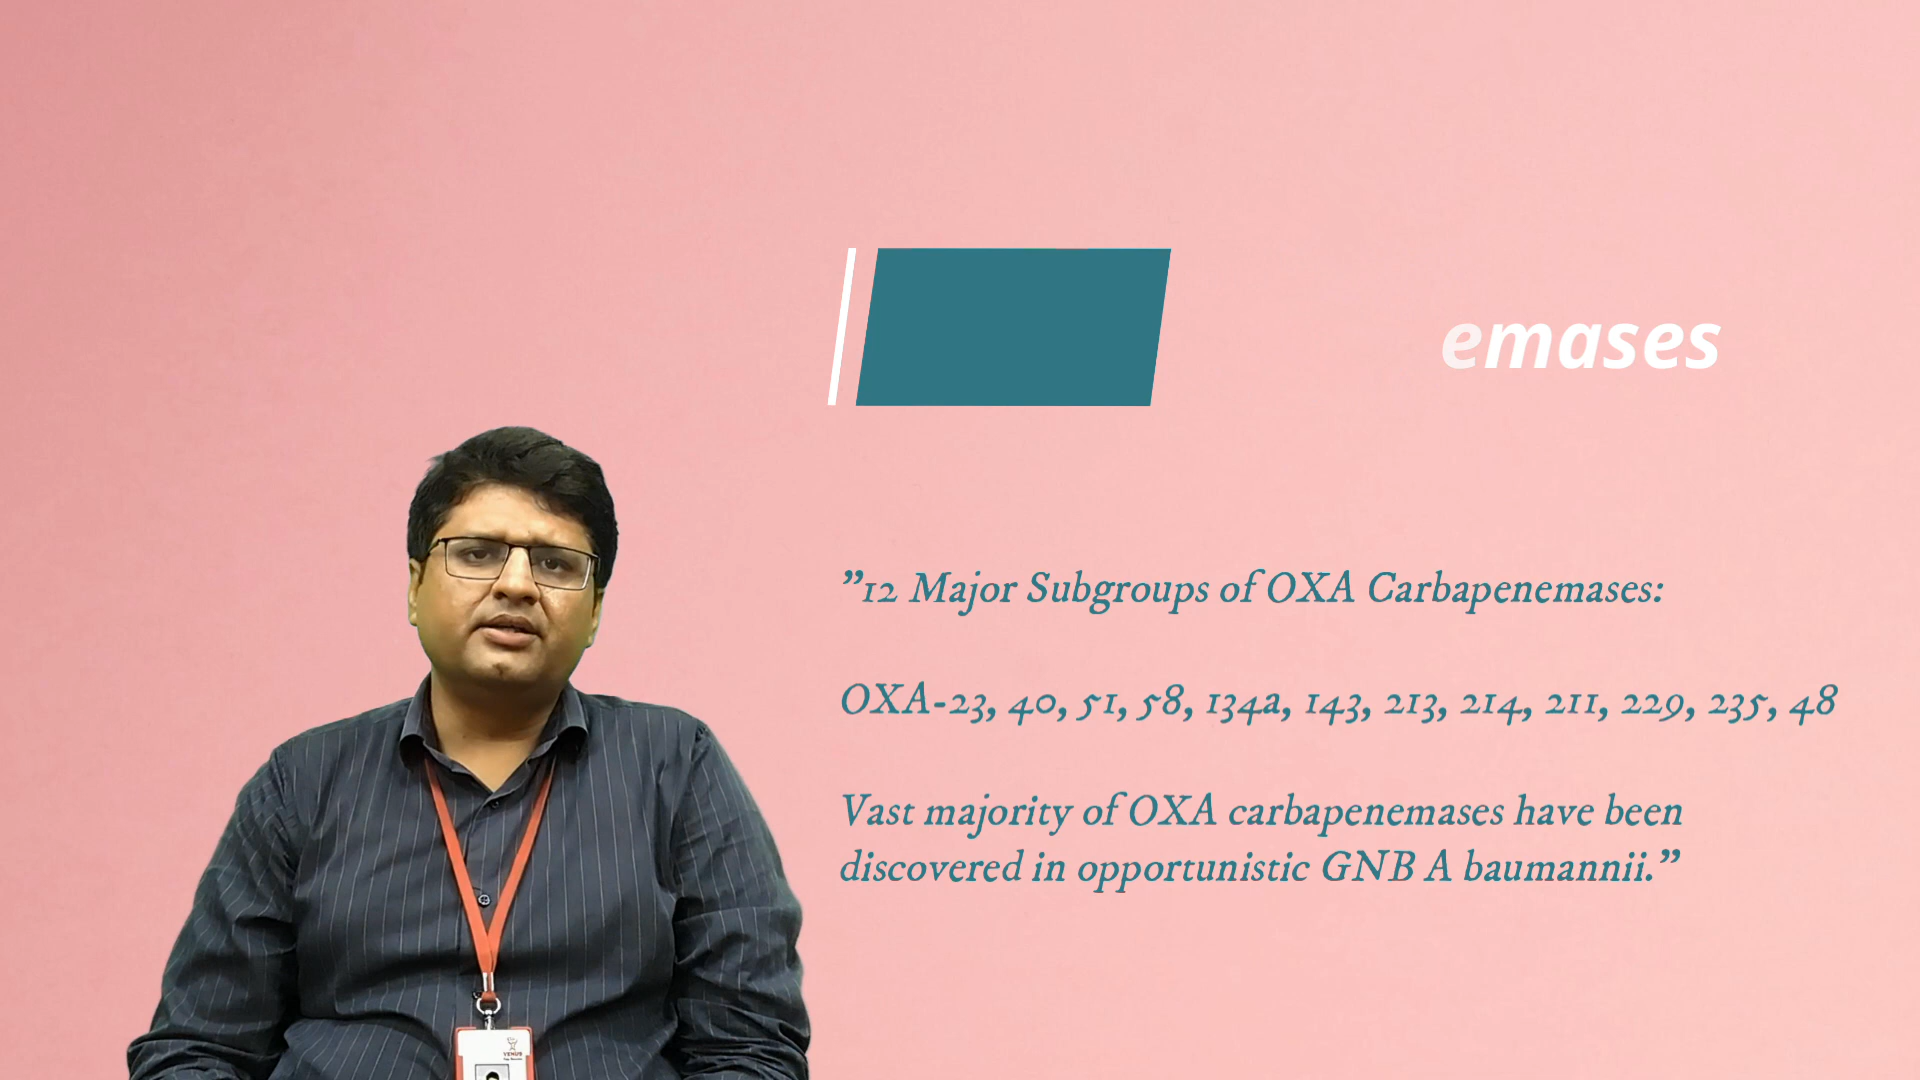 emases
”12 Major Subgroups of OXA Carbapenemases:
OXA-23, 40, 51, 58, 134a, 143, 213, 214, 211, 229, 235, 48
Vast majority of OXA carbapenemases have been
discovered in opportunistic GNB A baumannii.”
VENUS